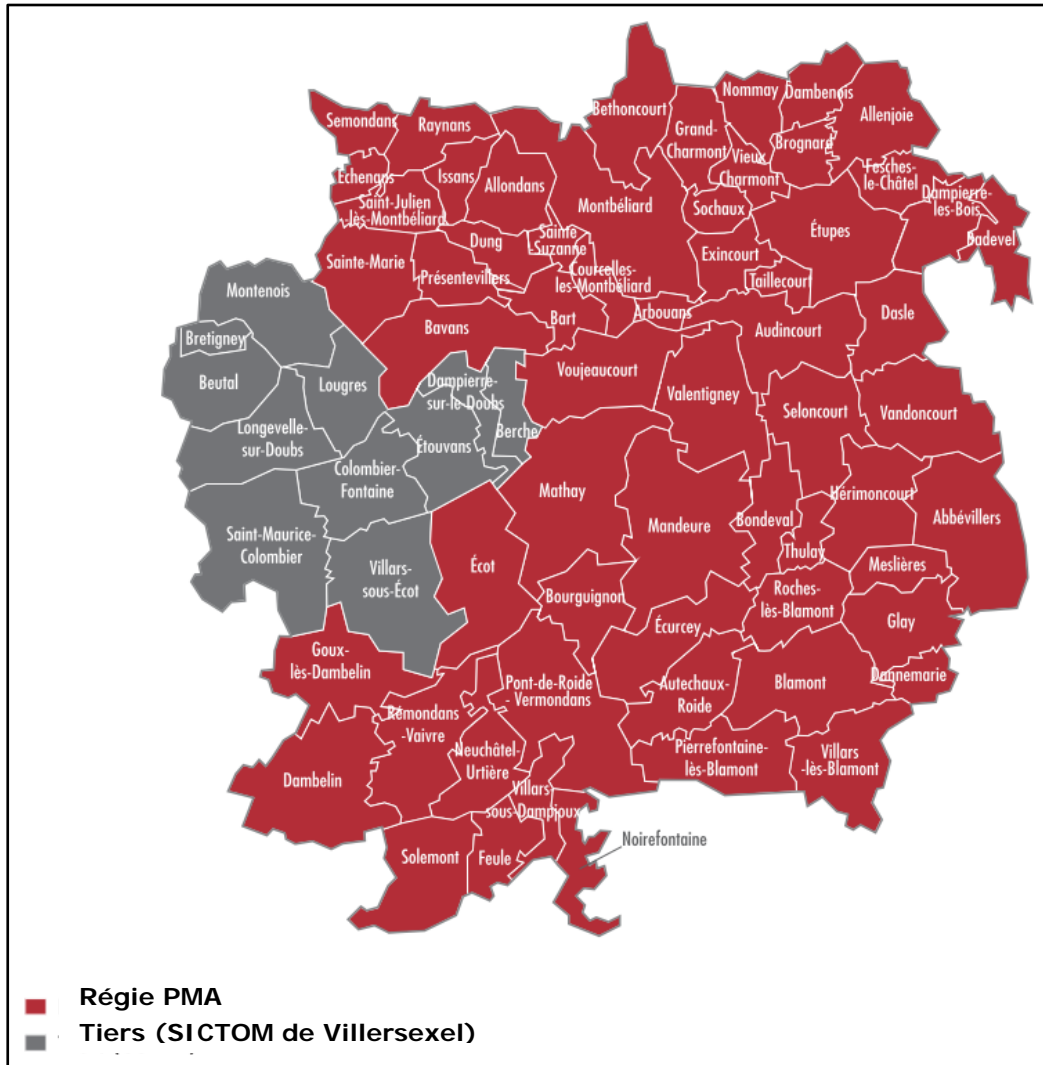 Semondans
Raynans
Bethoncourt
Nommay
Dambenois
Allenjoie
Grand-
Charmont
Vieux
Charmont
Brognard
Fesches-
le-Châtel
Dampierre-
les-Bois
Badevel
Echenans
Issans
Allondans
Saint-Julien
-lès-Montbéliard
Montbéliard
Sochaux
Étupes
Sainte-Marie
Dung
Sainte
-Suzanne
Présentevillers
Courcelles
-les-Montbéliard
Exincourt
Taillecourt
Montenois
Bavans
Bart
Arbouans
Audincourt
Dasle
Bretigney
Beutal
Lougres
Dampierre-
sur-le-Doubs
Berche
Voujeaucourt
Valentigney
Seloncourt
Vandoncourt
Longevelle-
sur-Doubs
Étouvans
Colombier-
Fontaine
Mathay
Mandeure
Bondeval
Hérimoncourt
Abbévillers
Saint-Maurice-
Colombier
Villars-
sous-Écot
Écot
Thulay
Meslières
Bourguignon
Roches-
lès-Blamont
Glay
Écurcey
Goux-
lès-Dambelin
Pont-de-Roide
- Vermondans
Autechaux-
Roide
Blamont
Dannemarie
Rémondans
-Vaivre
Neuchâtel-
Urtière
Pierrefontaine-
lès-Blamont
Villars
-lès-Blamont
Dambelin
Villars
sous-Dampjoux
Noirefontaine
Solemont
Feule
Régie PMA
Tiers (SICTOM de Villersexel)